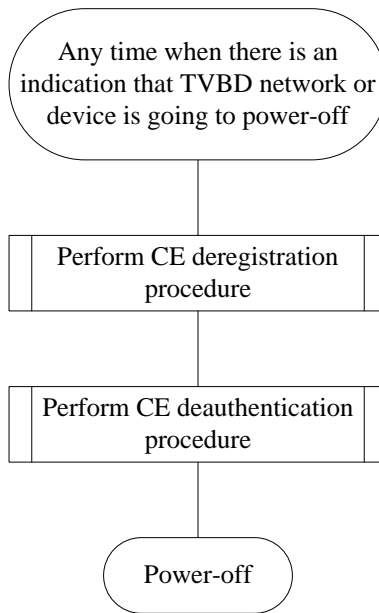 Any time when there is an
indication that TVBD network or
device is going to power-off
Perform CE deregistration
procedure
Perform CE deauthentication
procedure
Power-off